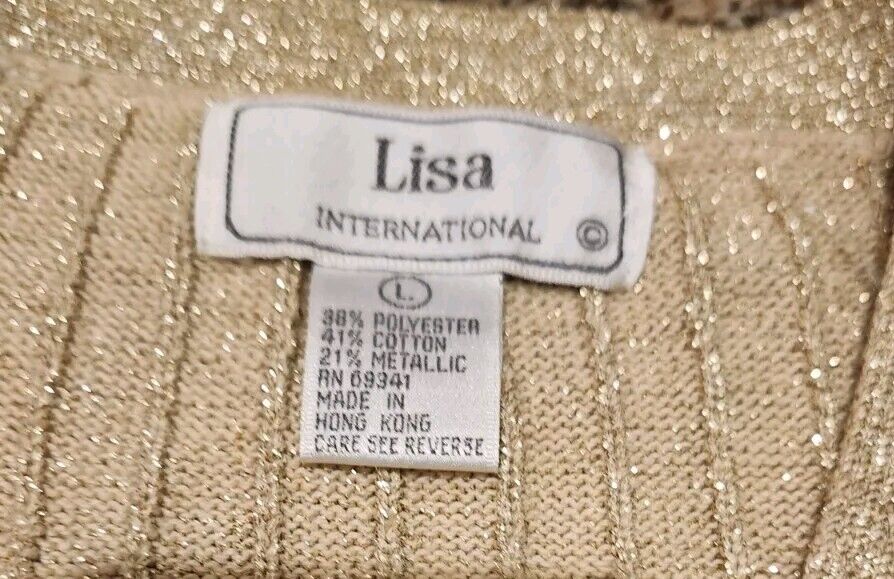 Lisa
INTERNATIONAL ©
L
38% POLYESTER
41% COTTON
21% METALLIC
RN 69341
MADE IN
HONG KONG
CARE SEE REVERSE